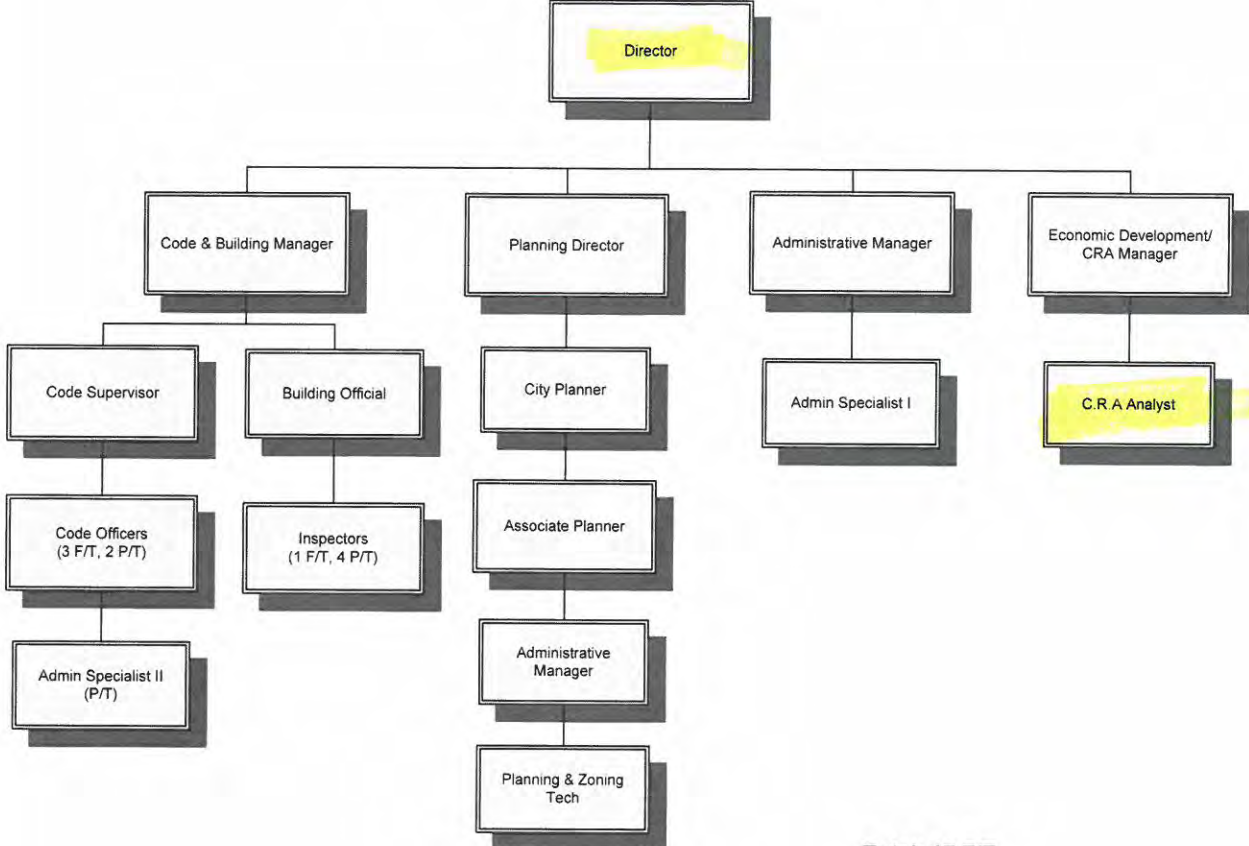 Director
Code & Building Manager
Planning Director
Administrative Manager
Economic Development/
CRA Manager
Code Supervisor
Building Official
City Planner
Admin Specialist I
C.R.A Analyst
Code Officers
(3 F/T, 2 P/T)
Inspectors
(1 F/T, 4 P/T)
Associate Planner
Admin Specialist II
(P/T)
Administrative
Manager
Planning & Zoning
Tech